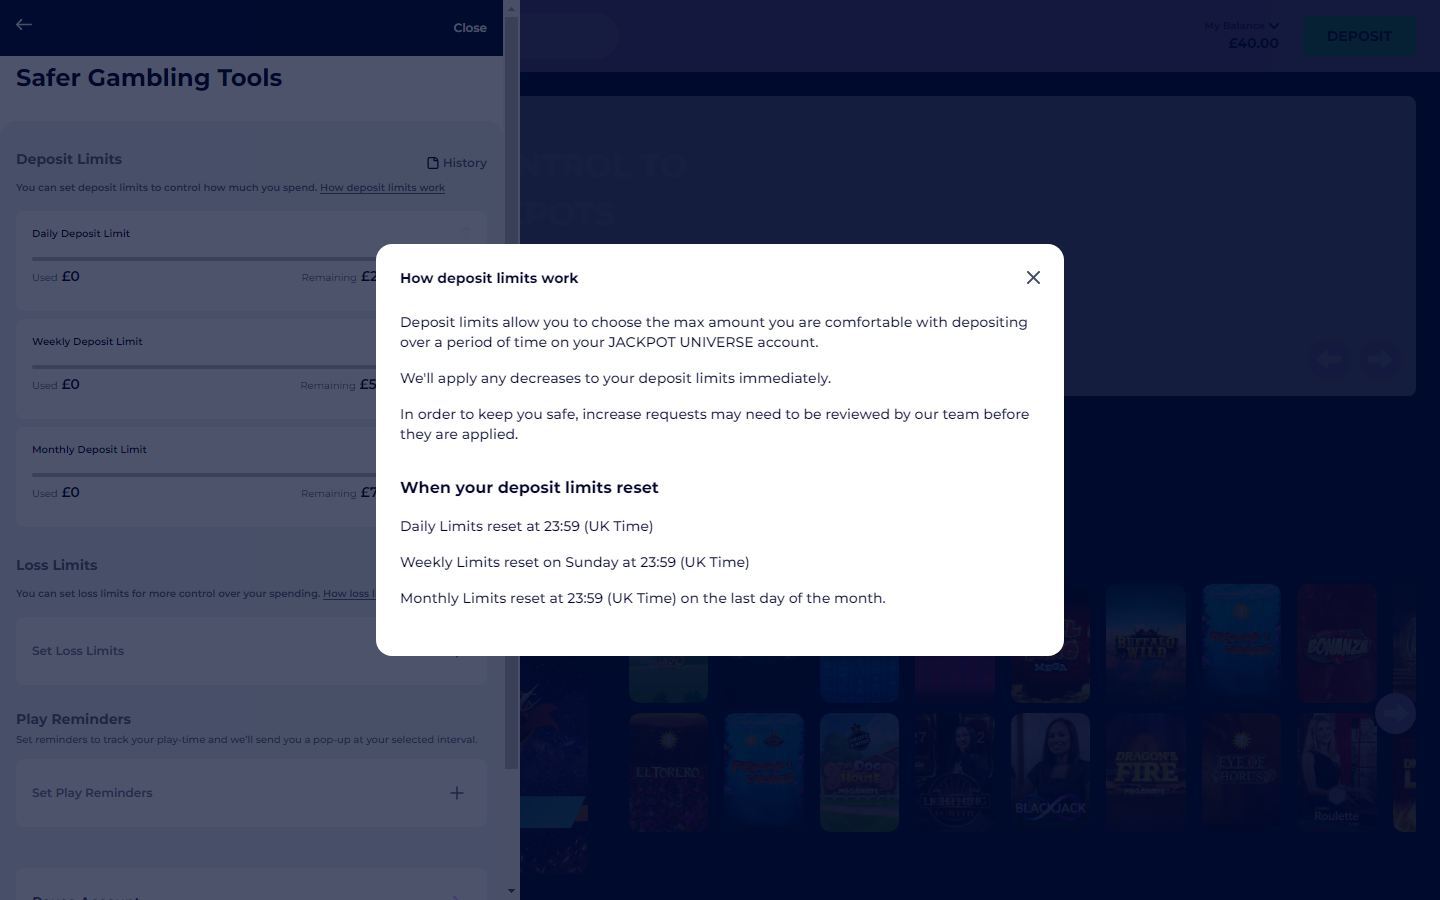 Close
Safer Gambling Tools
Deposit Limits
History
You can set deposit limits to control how much you spend. How deposit limits work
Daily Deposit Limit
Used £0
Remaining £2
Weekly Deposit Limit
Used £0
Remaining £5
Monthly Deposit Limit
Used £0
Remaining £7
Loss Limits
You can set loss limits for more control over your spending. How loss l
Set Loss Limits
Play Reminders
Set reminders to track your play-time and we'll send you a pop-up at your selected interval.
Set Play Reminders
My Balance
£40.00
DEPOSIT
NTROL TO
POTS
How deposit limits work
Deposit limits allow you to choose the max amount you are comfortable with depositing
over a period of time on your JACKPOT UNIVERSE account.
We'll apply any decreases to your deposit limits immediately.
In order to keep you safe, increase requests may need to be reviewed by our team before
they are applied.
When your deposit limits reset
Daily Limits reset at 23:59 (UK Time)
Weekly Limits reset on Sunday at 23:59 (UK Time)
Monthly Limits reset at 23:59 (UK Time) on the last day of the month.
MEGA
BUFFALO
WILD
BONANZA
EL TORERO
THE
DOG
HOUSE
MEGAWAYS
LIGHTNING
BLACKJACK
DRAGON'S
FIRE
MEGAWAYS
EYE OF
HORUS
Roulette